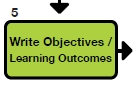 5
Write Objectives /
Learning Outcomes